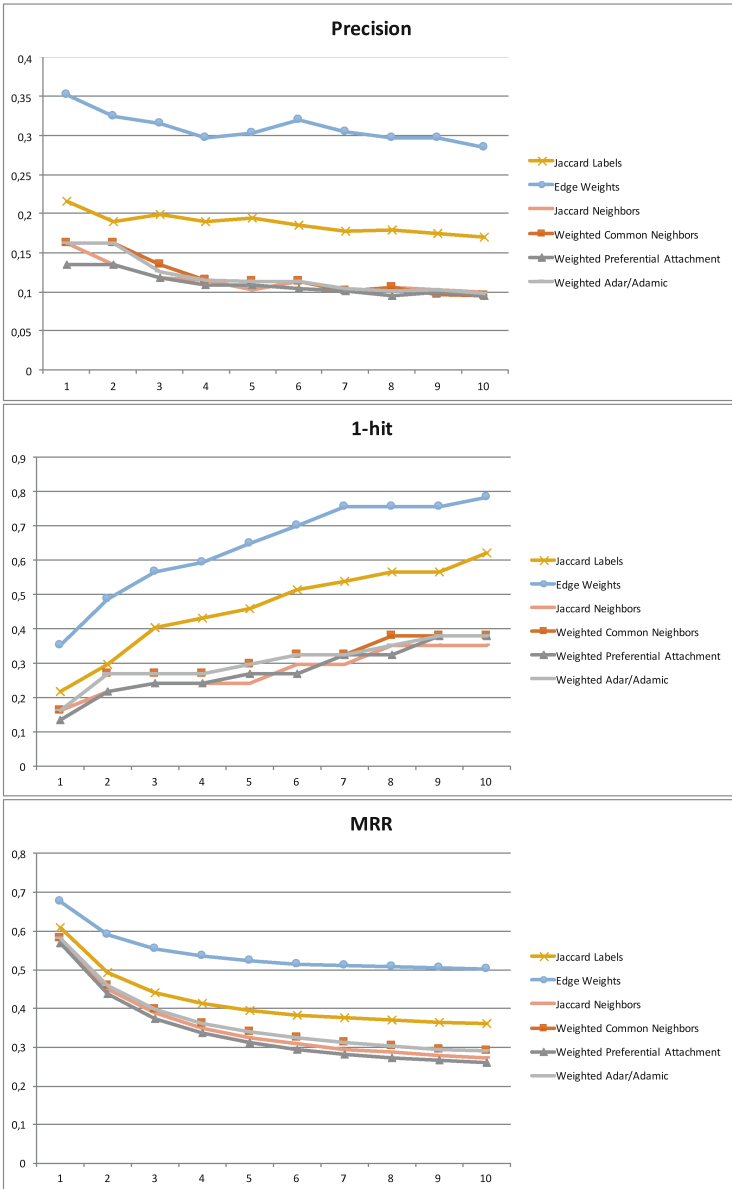 Precision
0,4
0,35
0,3
0,25
0,2
0,15
0,1
0,05
0
1 2 3 4 5 6 7 8 9 10
Jaccard Labels
Edge Weights
Jaccard Neighbors
Weighted Common Neighbors
Weighted Preferential Attachment
Weighted Adar/Adamic
1-hit
0,9
0,8
0,7
0,6
0,5
0,4
0,3
0,2
0,1
0
1 2 3 4 5 6 7 8 9 10
Jaccard Labels
Edge Weights
Jaccard Neighbors
Weighted Common Neighbors
Weighted Preferential Attachment
Weighted Adar/Adamic
MRR
0,8
0,7
0,6
0,5
0,4
0,3
0,2
0,1
0
1 2 3 4 5 6 7 8 9 10
Jaccard Labels
Edge Weights
Jaccard Neighbors
Weighted Common Neighbors
Weighted Preferential Attachment
Weighted Adar/Adamic